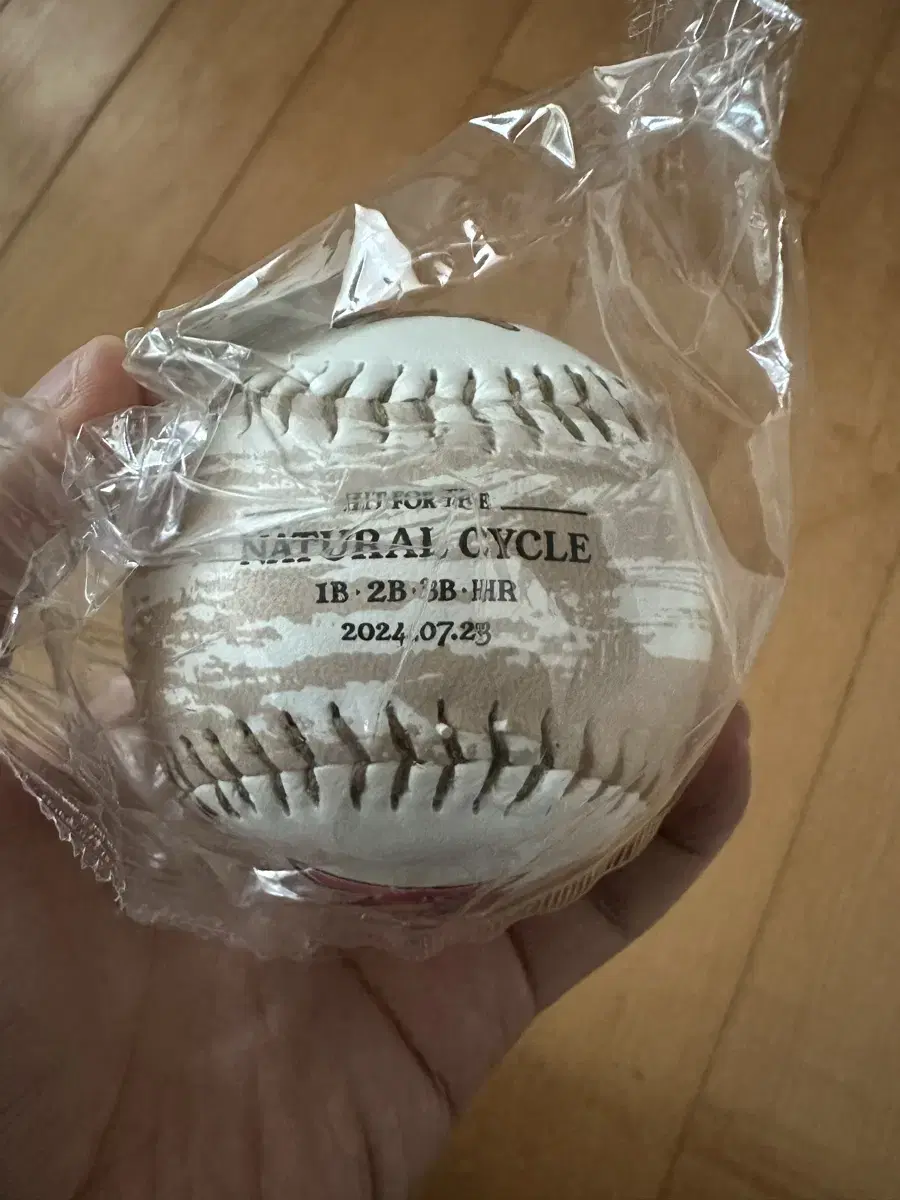 HIT FOR THE
NATURAL CYCLE
1B·2B·3B·HR
2024.07.23